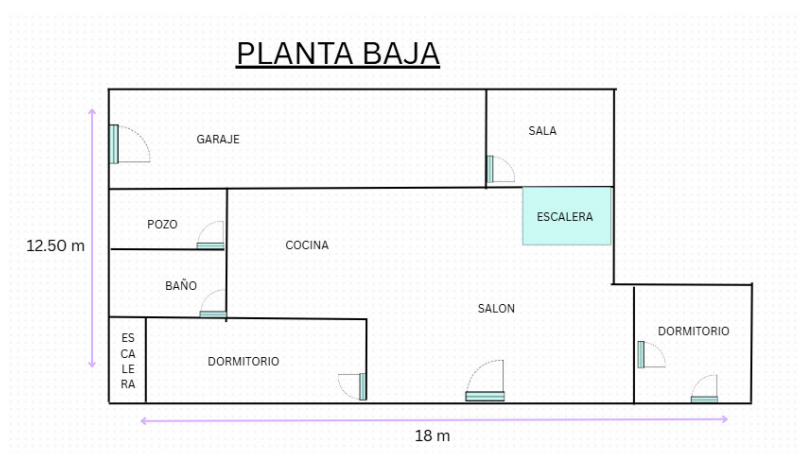 PLANTA BAJA
GARAJE
SALA
POZO
ESCALERA
12.50 m
COCINA
BAÑO
SALON
DORMITORIO
ES
CA
LE
RA
DORMITORIO
18 m